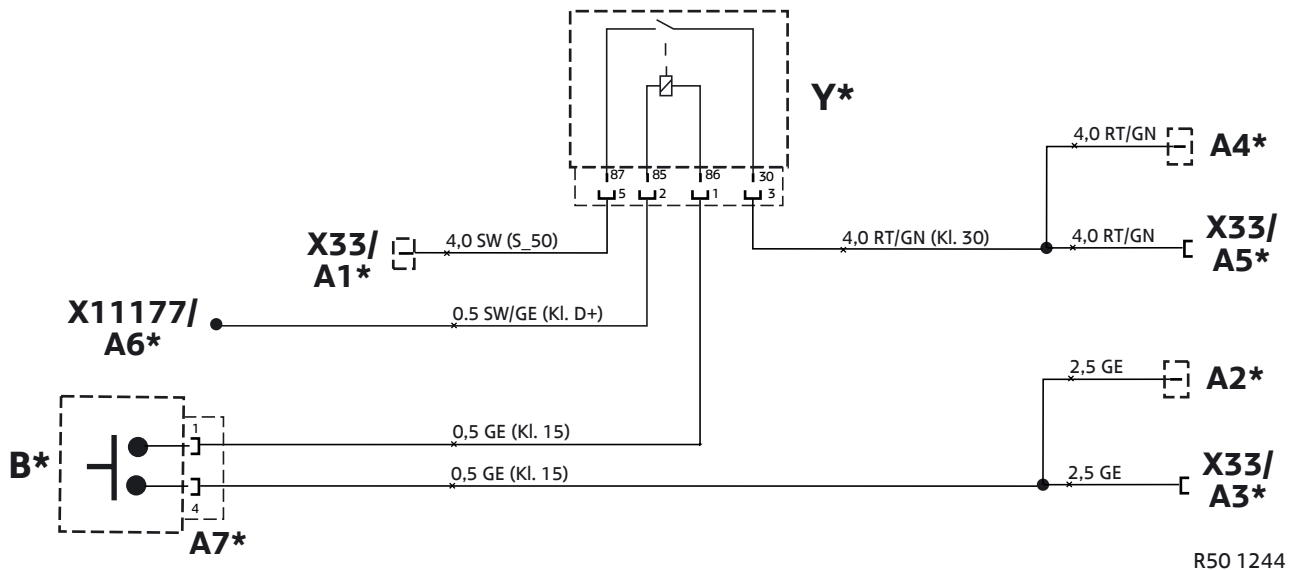 Y*
87
85
86
30
5
2
1
3
4,0 RT/GN
A4*
X33/
A1*
4,0 SW (S_50)
4,0 RT/GN (Kl. 30)
4,0 RT/GN
X33/
A5*
X11177/
A6*
0.5 SW/GE (Kl. D+)
2,5 GE
A2*
B*
1
0,5 GE (Kl. 15)
0,5 GE (Kl. 15)
4
A7*
2,5 GE
X33/
A3*
R50 1244